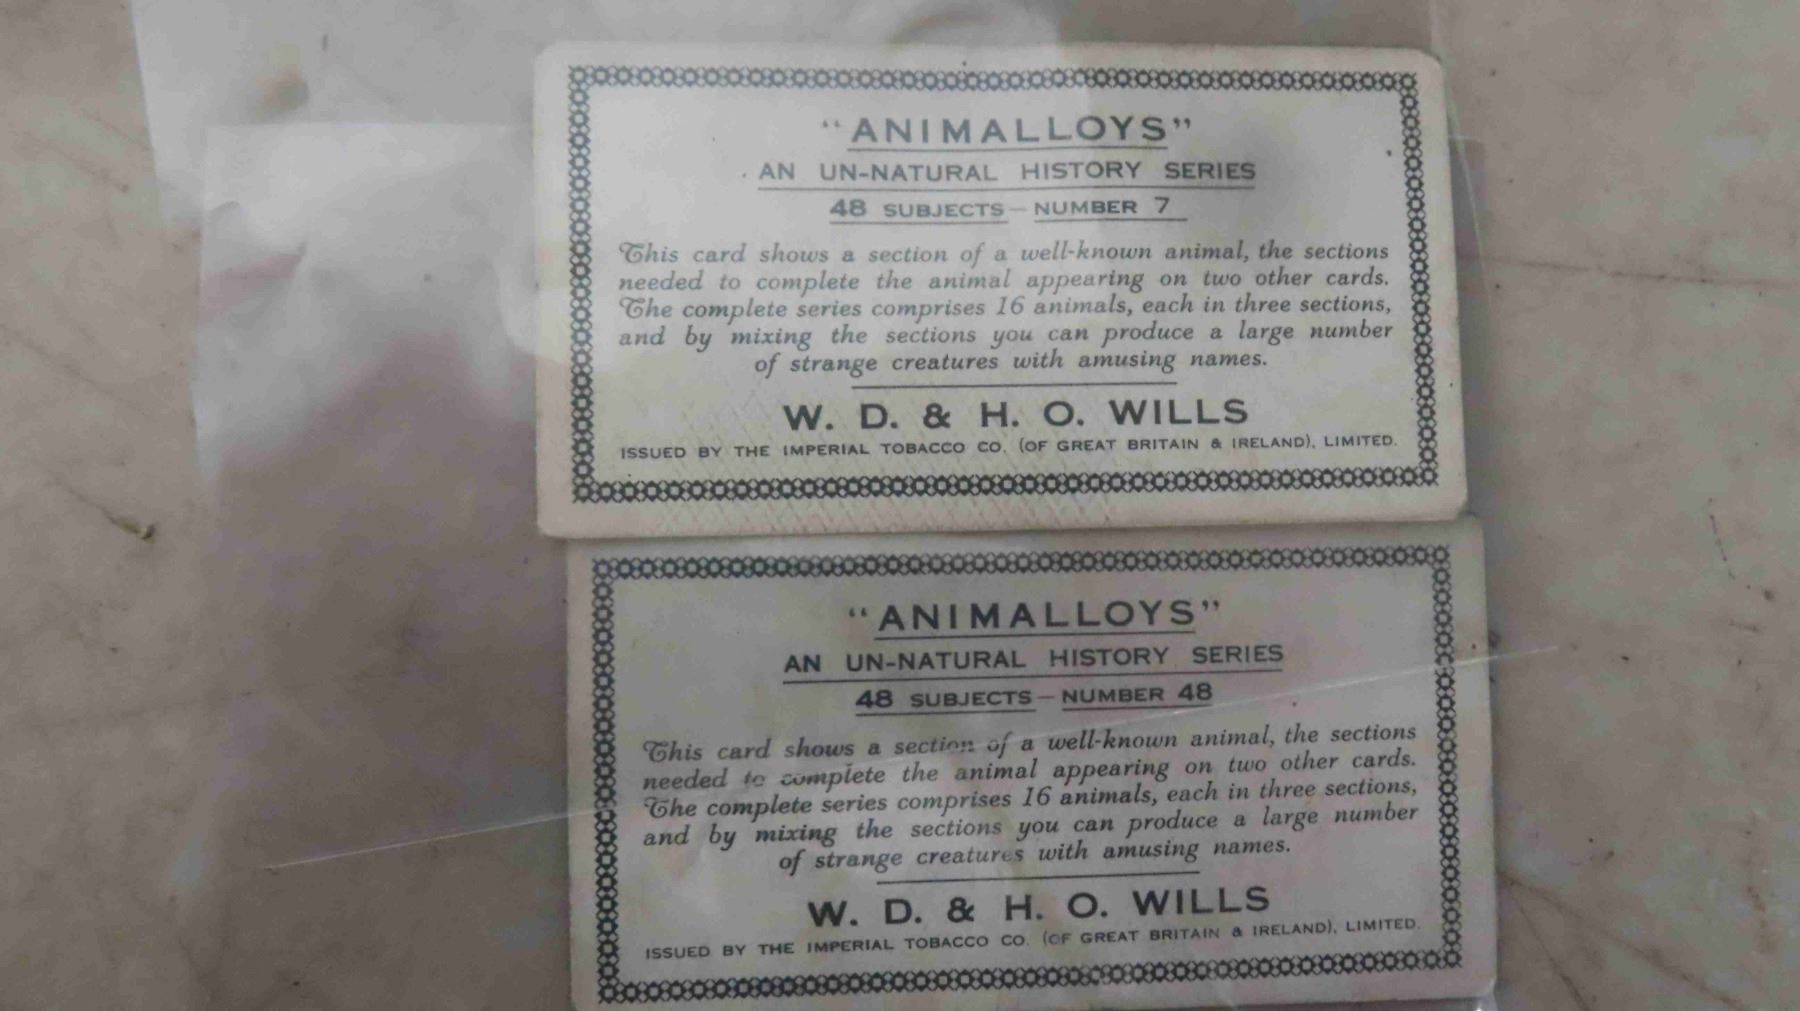 “ANIMALLOYS”
AN UN-NATURAL HISTORY SERIES
48 SUBJECTS — NUMBER 7
This card shows a section of a well-known animal, the sections
needed to complete the animal appearing on two other cards.
The complete series comprises 16 animals, each in three sections,
and by mixing the sections you can produce a large number
of strange creatures with amusing names.
W. D. & H. O. WILLS
ISSUED BY THE IMPERIAL TOBACCO CO. (OF GREAT BRITAIN & IRELAND), LIMITED.
“ANIMALLOYS”
AN UN-NATURAL HISTORY SERIES
48 SUBJECTS — NUMBER 48
This card shows a section of a well-known animal, the sections
needed to complete the animal appearing on two other cards.
The complete series comprises 16 animals, each in three sections,
and by mixing the sections you can produce a large number
of strange creatures with amusing names.
W. D. & H. O. WILLS
ISSUED BY THE IMPERIAL TOBACCO CO. (OF GREAT BRITAIN & IRELAND), LIMITED.